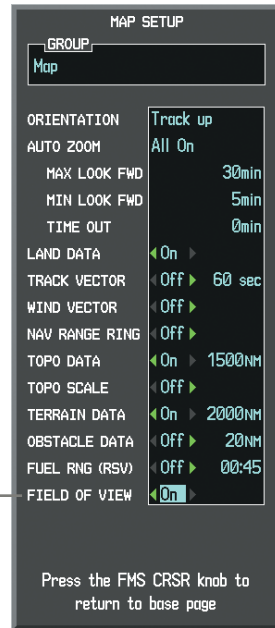 MAP SETUP
GROUP
Map
ORIENTATION Track up
AUTO ZOOM All On
MAX LOOK FWD 30min
MIN LOOK FWD 5min
TIME OUT 0min
LAND DATA On
TRACK VECTOR Off 60 sec
WIND VECTOR Off
NAV RANGE RING Off
TOPO DATA On 1500NM
TOPO SCALE Off
TERRAIN DATA On 2000NM
OBSTACLE DATA Off 20NM
FUEL RNG (RSV) Off 00:45
FIELD OF VIEW On
Press the FMS CRSR knob to
return to base page